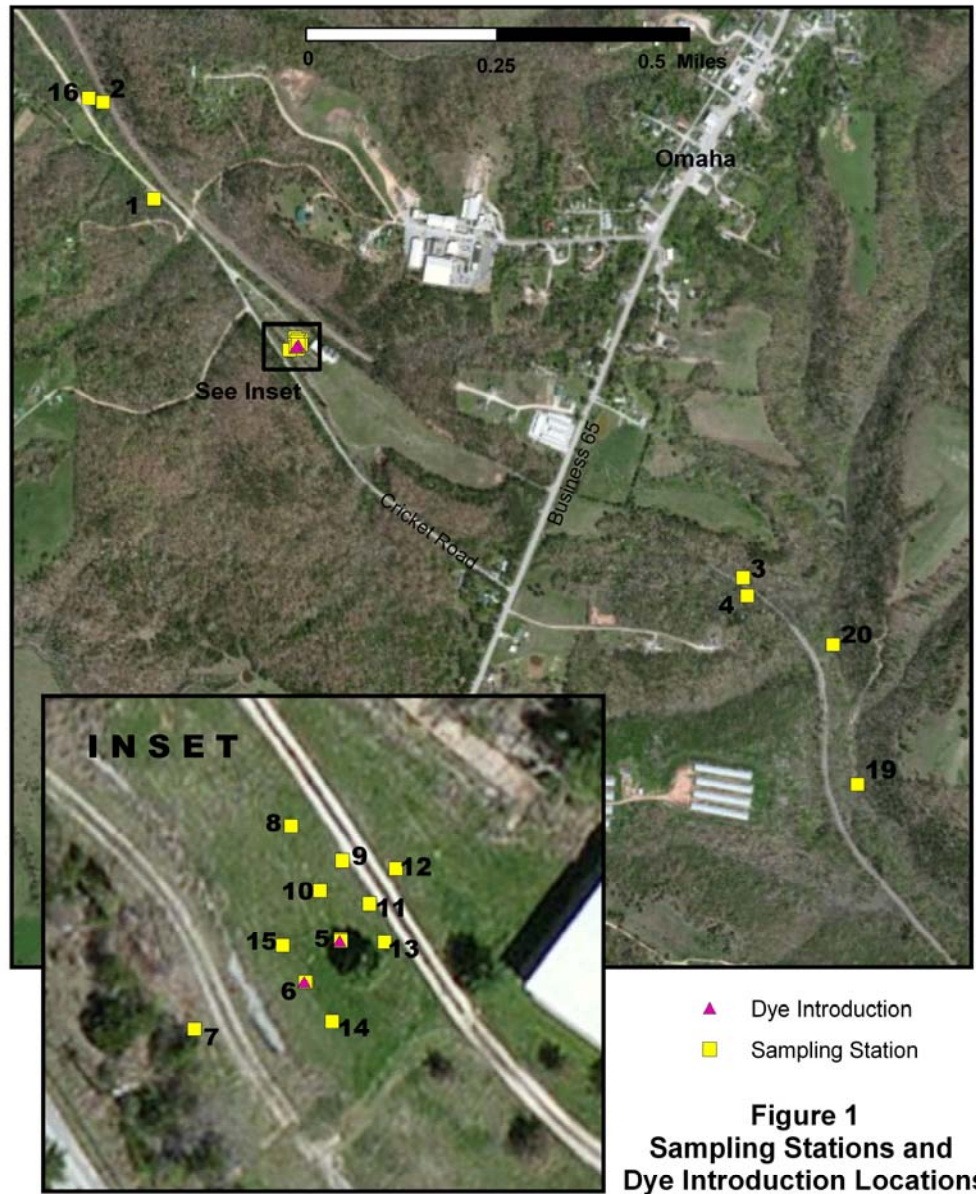 0
0.25
0.5 Miles
16
2
1
Omaha
See Inset
Business 65
Cricket Road
3
4
20
19
INSET
8
9
12
10
11
5
13
15
6
14
7
Dye Introduction
Sampling Station
Figure 1
Sampling Stations and
Dye Introduction Locations